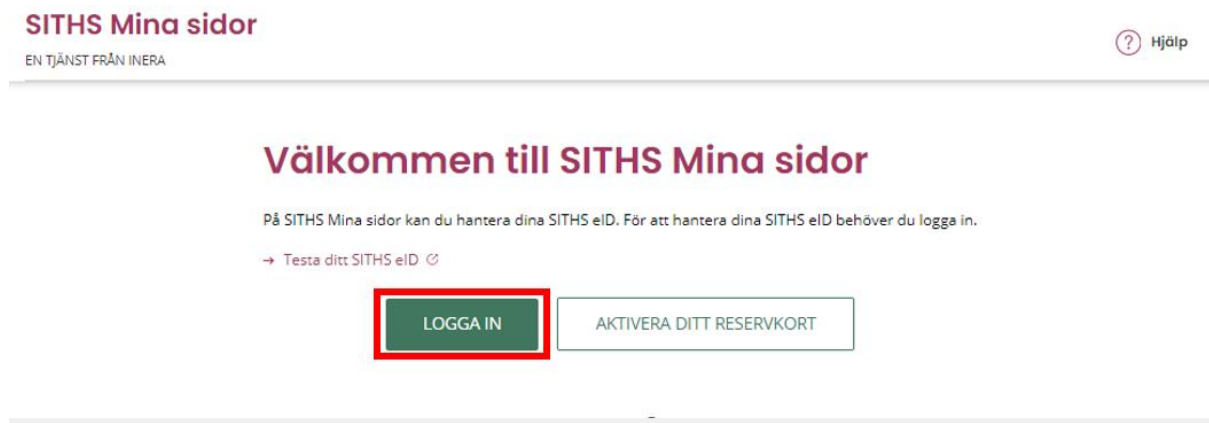 SITHS Mina sidor
EN TJÄNST FRÅN INERA
? Hjälp
Välkommen till SITHS Mina sidor
På SITHS Mina sidor kan du hantera dina SITHS eID. För att hantera dina SITHS eID behöver du logga in.
→ Testa ditt SITHS eID
LOGGA IN
AKTIVERA DITT RESERVKORT